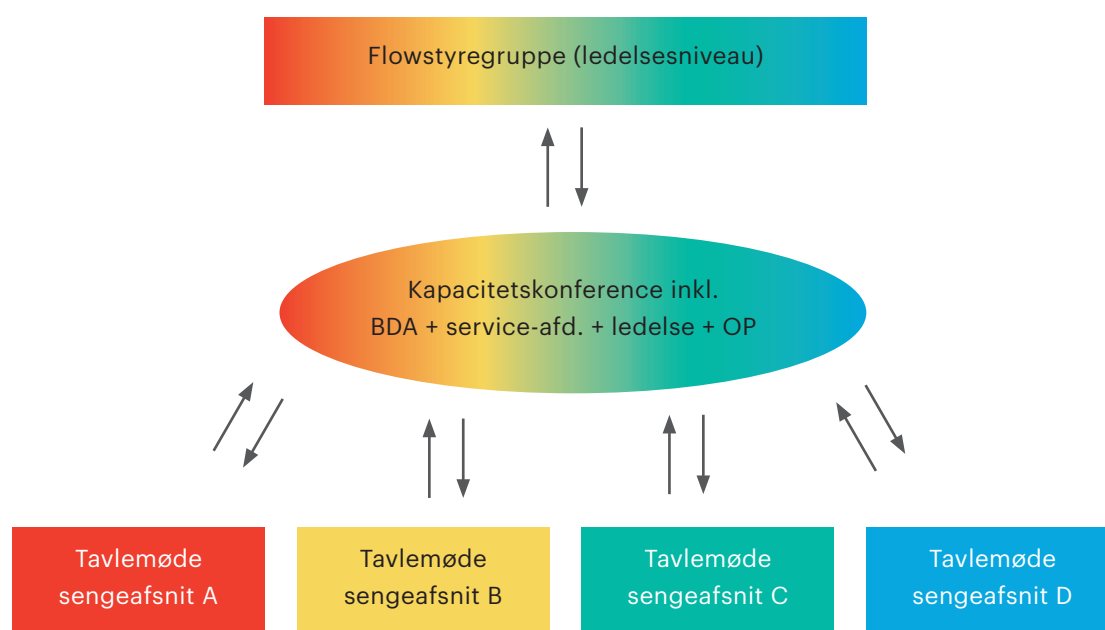 Flowstyregruppe (ledelsesniveau)
Kapacitetskonference inkl.
BDA + service-afd. + ledelse + OP
Tavlemøde
sengeafsnit A
Tavlemøde
sengeafsnit B
Tavlemøde
sengeafsnit C
Tavlemøde
sengeafsnit D